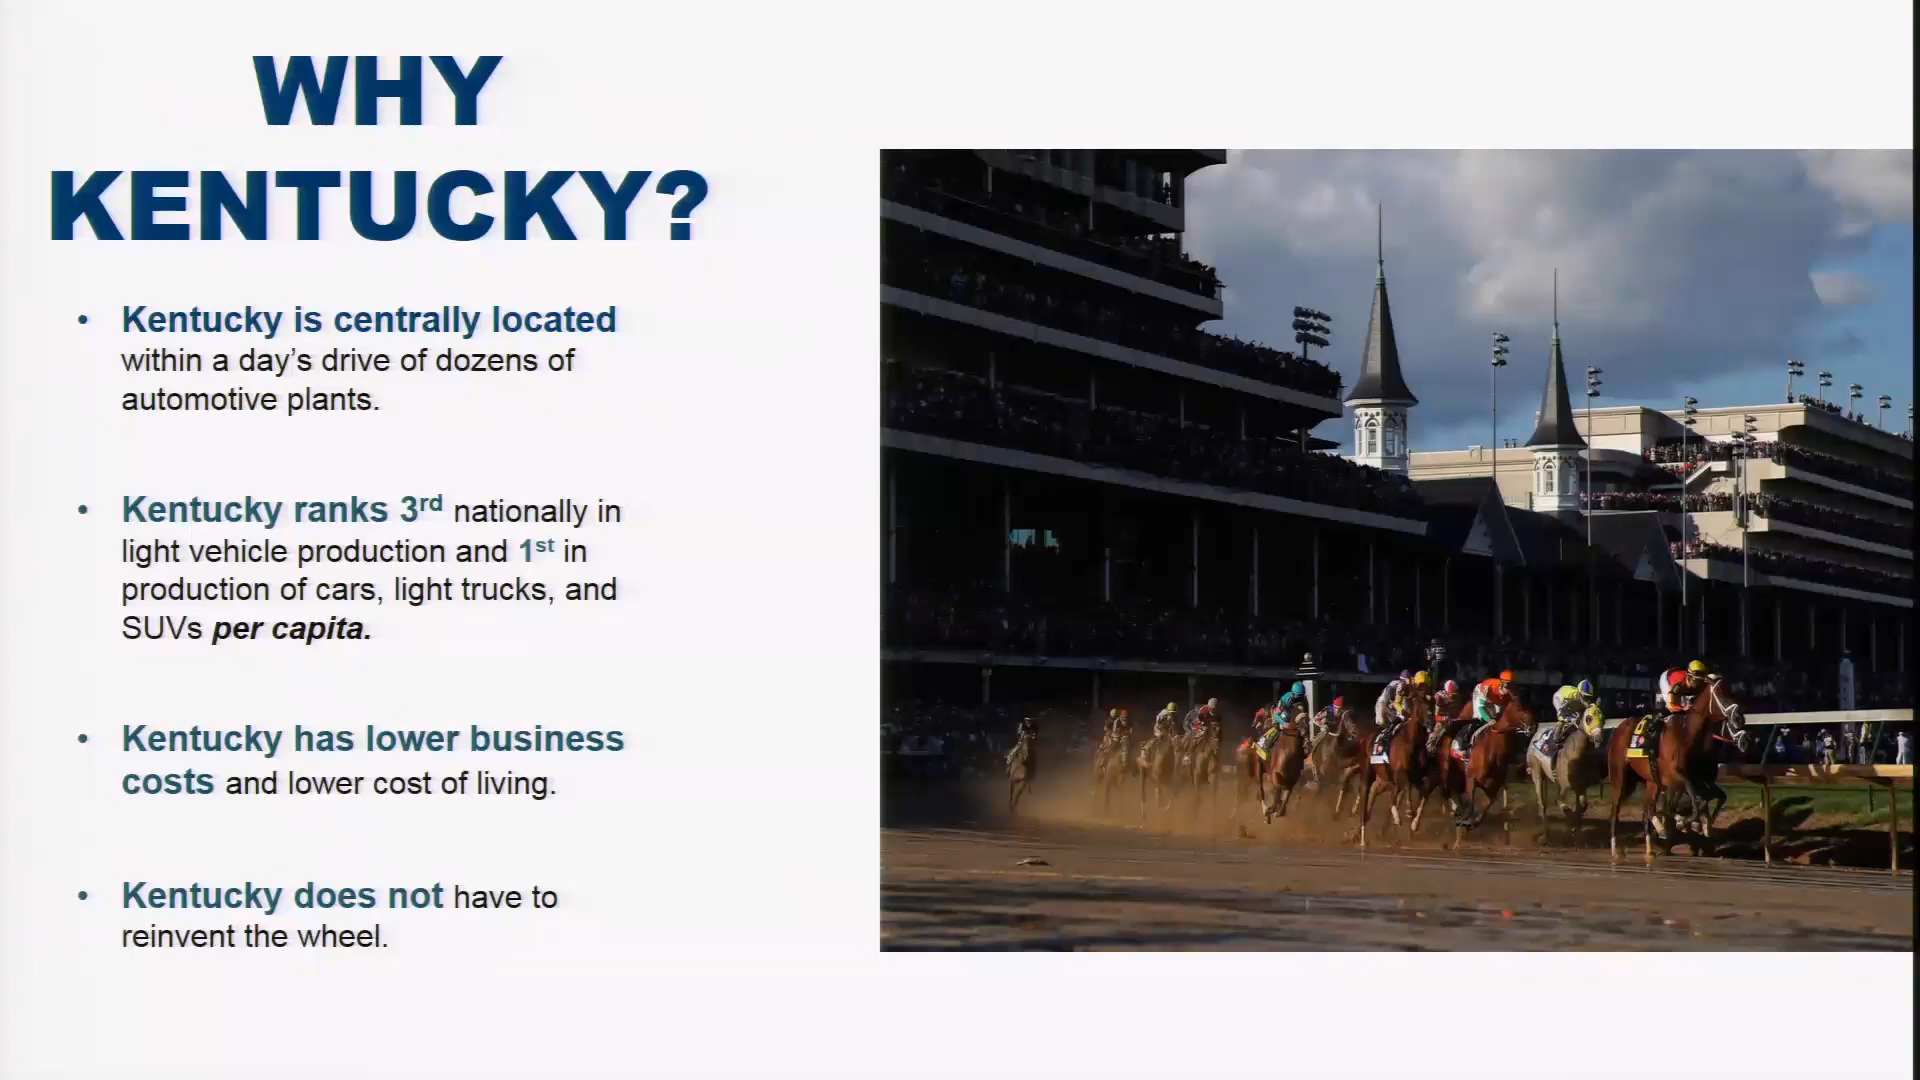 WHY
KENTUCKY?
• Kentucky is centrally located
within a day’s drive of dozens of
automotive plants.
• Kentucky ranks 3rd nationally in
light vehicle production and 1st in
production of cars, light trucks, and
SUVs per capita.
• Kentucky has lower business
costs and lower cost of living.
• Kentucky does not have to
reinvent the wheel.